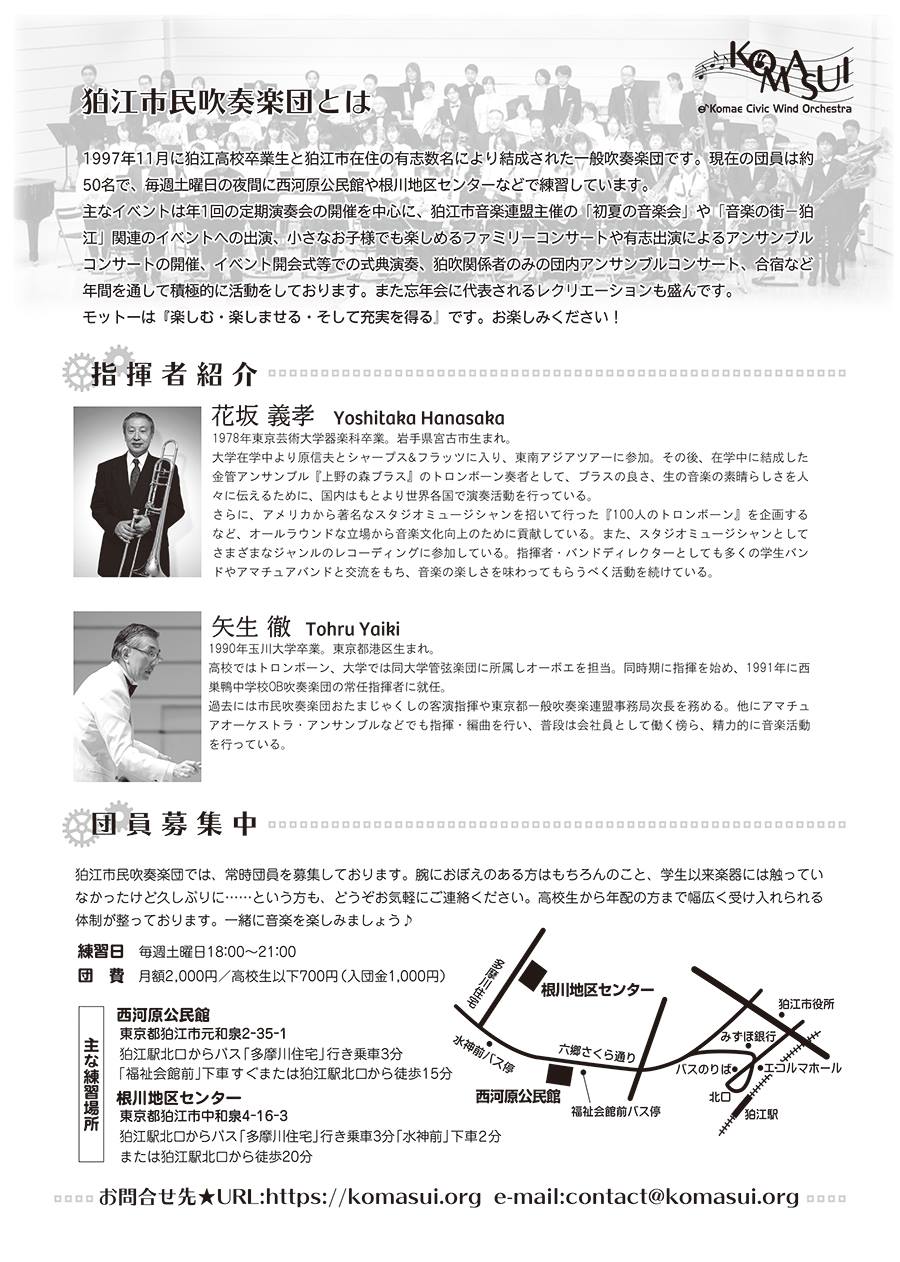 KOMASUI
Komae Civic Wind Orchestra
狛江市民吹奏楽団とは
1997年11月に狛江高校卒業生と狛江市在住の有志数名により結成された一般吹奏楽団です。現在の団員は約
50名で、毎週土曜日の夜間に西河原公民館や根川地区センターなどで練習しています。
主なイベントは年1回の定期演奏会の開催を中心に、狛江市音楽連盟主催の「初夏の音楽会」や「音楽の街－狛
江」関連のイベントへの出演、小さなお子様でも楽しめるファミリーコンサートや有志出演によるアンサンブル
コンサートの開催、イベント開会式等での式典演奏、狛吹関係者のみの団内アンサンブルコンサート、合宿など
年間を通して積極的に活動をしております。また忘年会に代表されるレクリエーションも盛んです。
モットーは『楽しむ・楽しませる・そして充実を得る』です。お楽しみください！
指揮者紹介
花坂 義孝 Yoshitaka Hanasaka
1978年東京芸術大学器楽科卒業。岩手県宮古市生まれ。
大学在学中より原信夫とシャープス&フラッツに入り、東南アジアツアーに参加。その後、在学中に結成した
金管アンサンブル『上野の森ブラス』のトロンボーン奏者として、ブラスの良さ、生の音楽の素晴らしさを人
々に伝えるために、国内はもとより世界各国で演奏活動を行っている。
さらに、アメリカから著名なスタジオミュージシャンを招いて行った『100人のトロンボーン』を企画する
など、オールラウンドな立場から音楽文化向上のために貢献している。また、スタジオミュージシャンとして
さまざまなジャンルのレコーディングに参加している。指揮者・バンドディレクターとしても多くの学生バン
ドやアマチュアバンドと交流をもち、音楽の楽しさを味わってもらうべく活動を続けている。
矢生 徹 Tohru Yaiki
1990年玉川大学卒業。東京都港区生まれ。
高校ではトロンボーン、大学では同大学管弦楽団に所属しオーボエを担当。同時期に指揮を始め、1991年に西
巣鴨中学校OB吹奏楽団の常任指揮者に就任。
過去には市民吹奏楽団おたまじゃくしの客演指揮や東京都一般吹奏楽連盟事務局次長を務める。他にアマチュ
アオーケストラ・アンサンブルなどでも指揮・編曲を行い、普段は会社員として働く傍ら、精力的に音楽活動
を行っている。
団員募集中
狛江市民吹奏楽団では、常時団員を募集しております。腕におぼえのある方はもちろんのこと、学生以来楽器には触ってい
なかったけど久しぶりに……という方も、どうぞお気軽にご連絡ください。高校生から年配の方まで幅広く受け入れられる
体制が整っております。一緒に音楽を楽しみましょう♪
練習日 毎週土曜日18:00～21:00
団 費 月額2,000円／高校生以下700円（入団金1,000円）
主な練習場所
西河原公民館
東京都狛江市元和泉2-35-1
狛江駅北口からバス「多摩川住宅」行き乗車3分
「福祉会館前」下車 すぐまたは狛江駅北口から徒歩15分
根川地区センター
東京都狛江市中和泉4-16-3
狛江駅北口からバス「多摩川住宅」行き乗車3分「水神前」下車2分
または狛江駅北口から徒歩20分
多摩川住宅
根川地区センター
水神前バス停
六郷さくら通り
西河原公民館
福祉会館前バス停
狛江市役所
みずほ銀行
バスのりば
エコルマホール
北口
狛江駅
お問合せ先★URL:https://komasui.org e-mail:contact@komasui.org